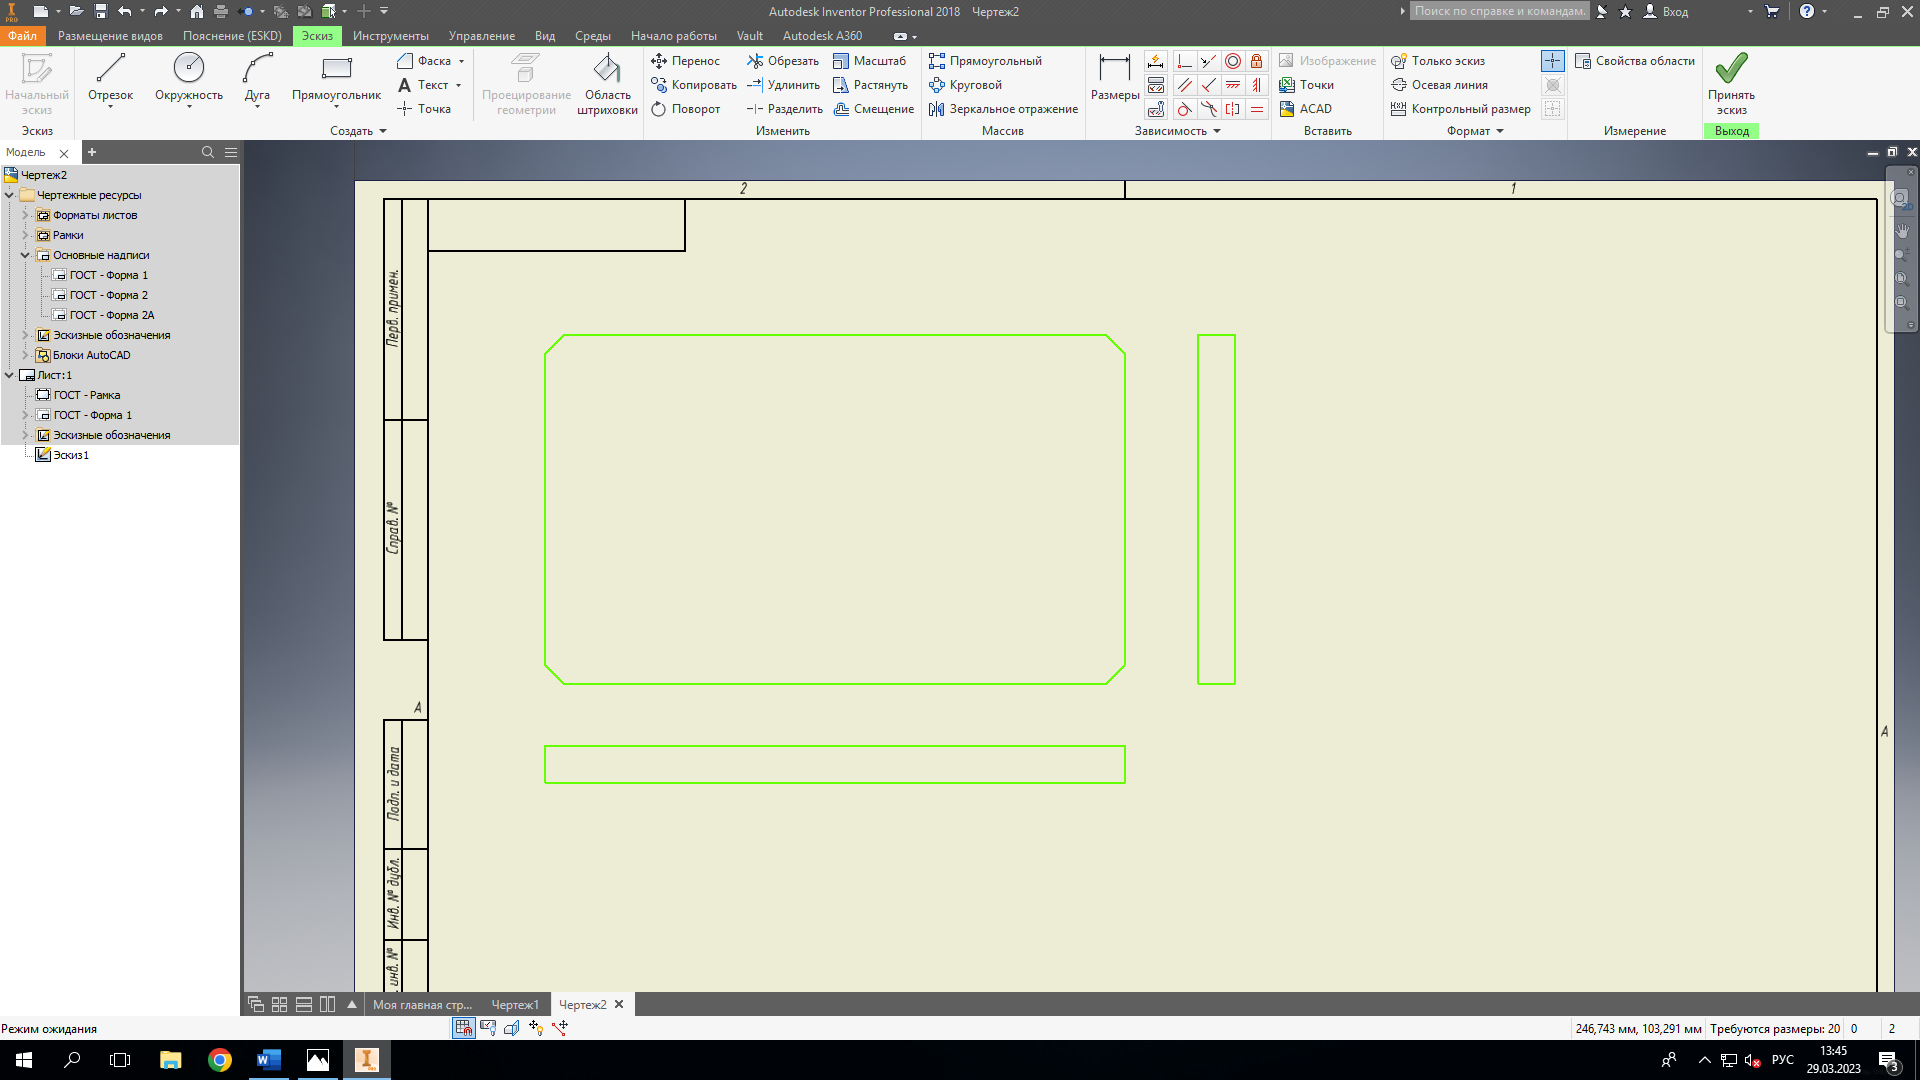 PRO
Autodesk Inventor Professional 2018 Чертеж2
Поиск по справке и командам.
Вход
Файл Размещение видов Пояснение (ESKD) Эскиз Инструменты Управление Вид Среды Начало работы Vault Autodesk A360
Начальный эскиз
Отрезок
Окружность
Дуга
Прямоугольник
Фаска
Текст
Точка
Проецирование геометрии
Область штриховки
Перенос
Копировать
Поворот
Обрезать
Удлинить
Разделить
Масштаб
Растянуть
Смещение
Прямоугольный
Круговой
Зеркальное отражение
Размеры
Изображение
Точки
ACAD
Только эскиз
Осевая линия
Контрольный размер
Свойства области
Принять эскиз
Эскиз Создать Изменить Массив Зависимость Вставить Формат Измерение Выход
Модель
Чертеж2
Чертежные ресурсы
Форматы листов
Рамки
Основные надписи
ГОСТ - Форма 1
ГОСТ - Форма 2
ГОСТ - Форма 2А
Эскизные обозначения
Блоки AutoCAD
Лист:1
ГОСТ - Рамка
ГОСТ - Форма 1
Эскизные обозначения
Эскиз1
2 1
Перв. примен.
Справ. №
А
А
Подп. и дата
Инв. № дубл.
инв. №
2D
Моя главная стр... Чертеж1 Чертеж2
Режим ожидания
246,743 мм, 103,291 мм Требуются размеры: 20 0 2
РУС
13:45
29.03.2023
3